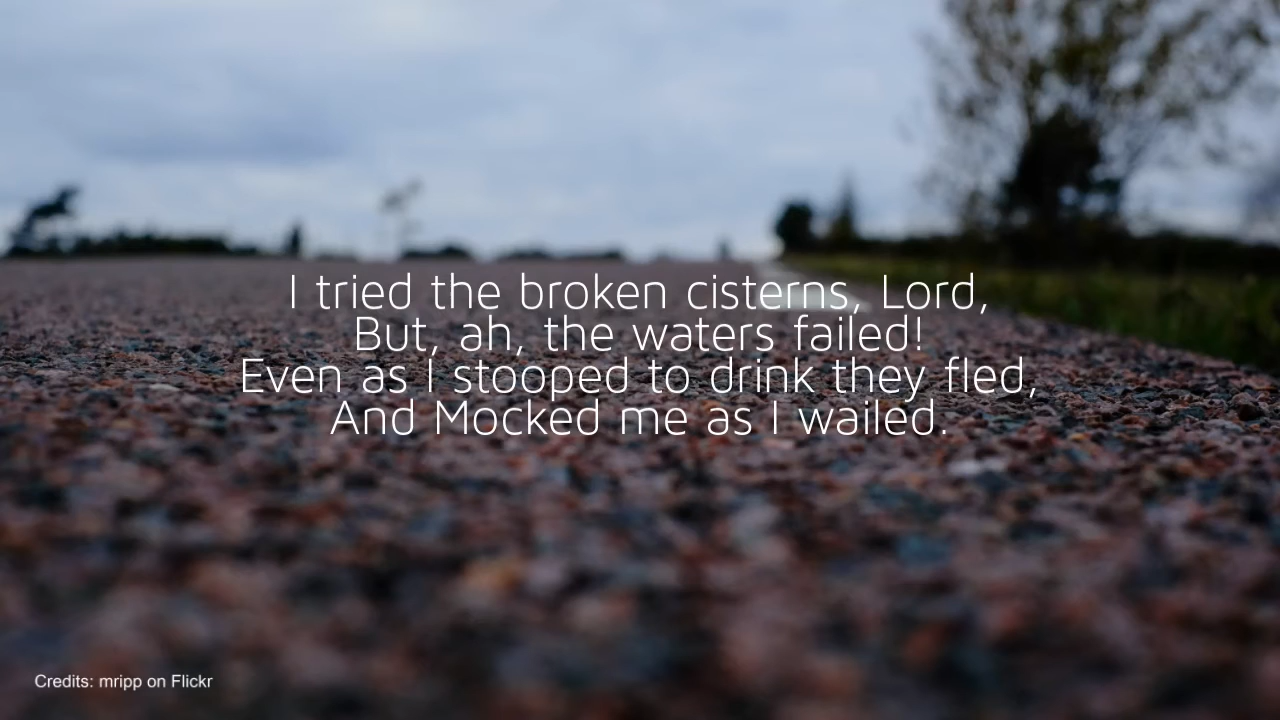 I tried the broken cisterns, Lord,
But, ah, the waters failed!
Even as I stooped to drink they fled,
And Mocked me as I wailed.
Credits: mripp on Flickr